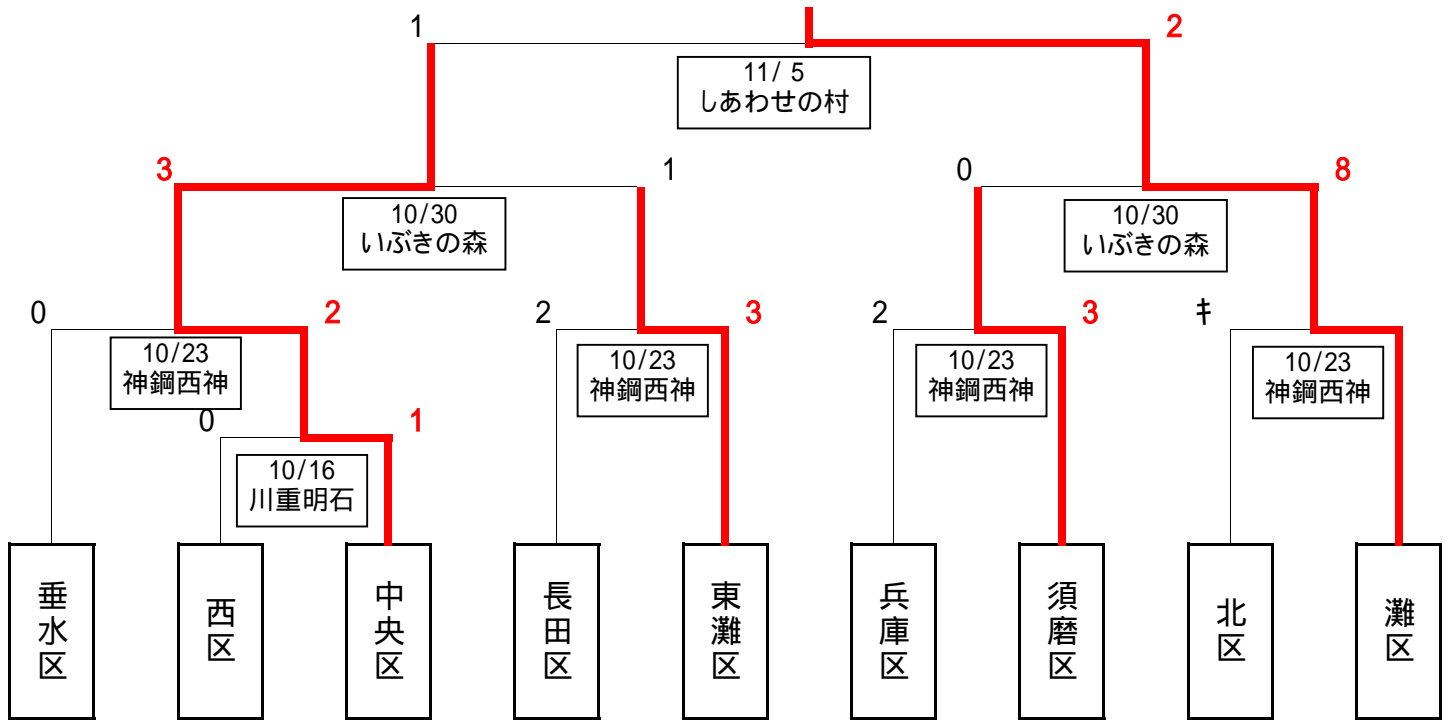 1
2
11/ 5
しあわせの村
3
1
0
8
10/30
いぶきの森
10/30
いぶきの森
0
2
2
3
2
3
ｷ
10/23
神鋼西神
10/23
神鋼西神
10/23
神鋼西神
10/23
神鋼西神
0
1
10/16
川重明石
垂水区
西区
中央区
長田区
東灘区
兵庫区
須磨区
北区
灘区